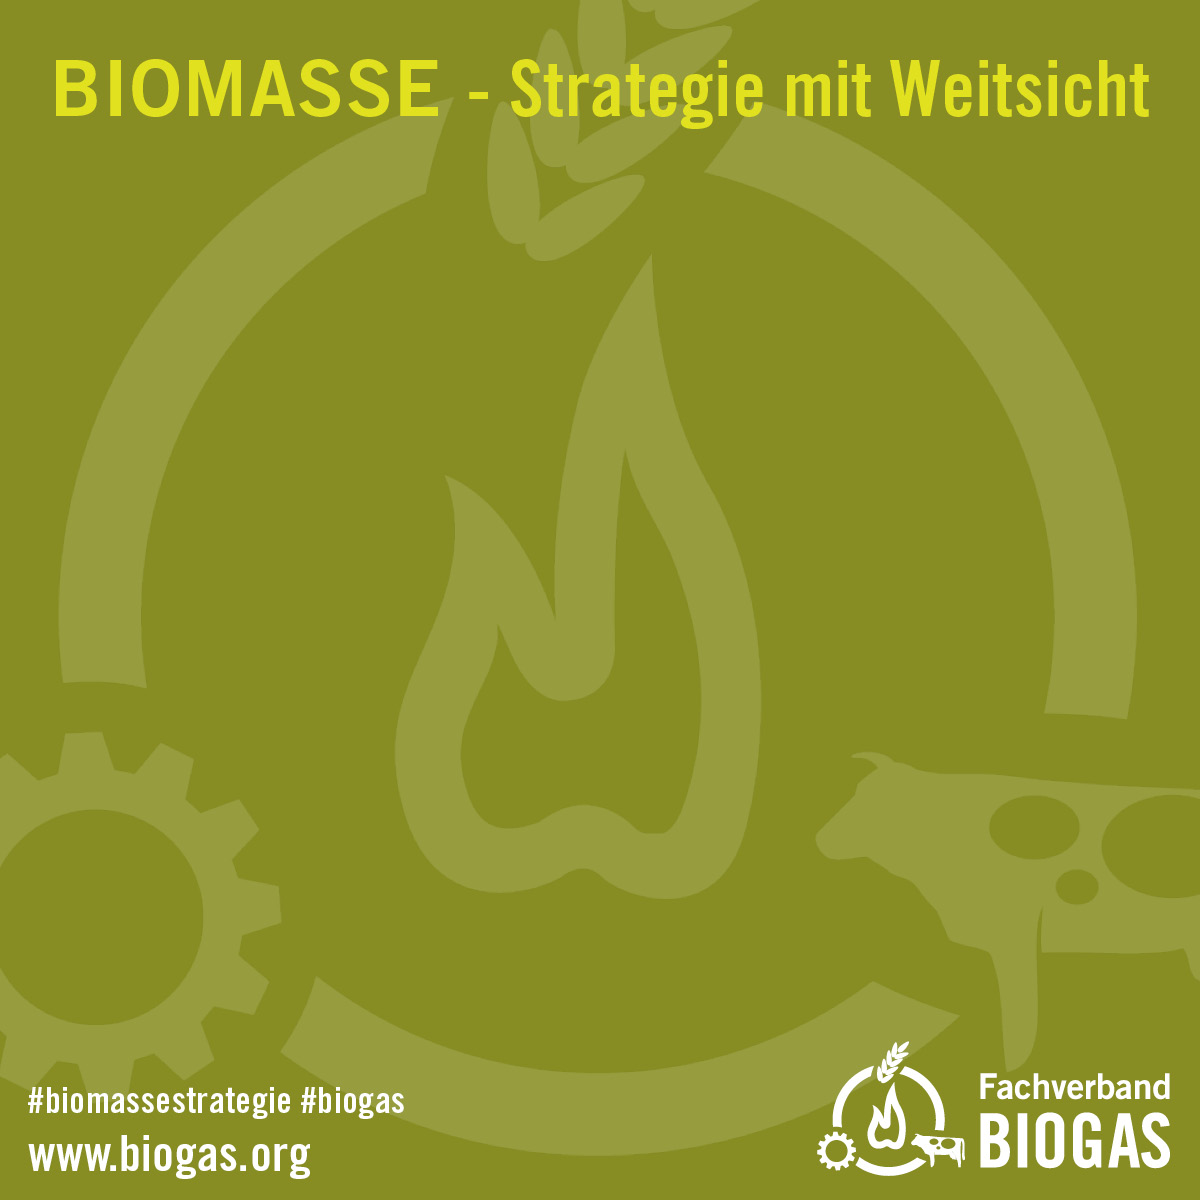 BIOMASSE - Strategie mit Weitsicht
#biomassestrategie #biogas
www.biogas.org
Fachverband
BIOGAS